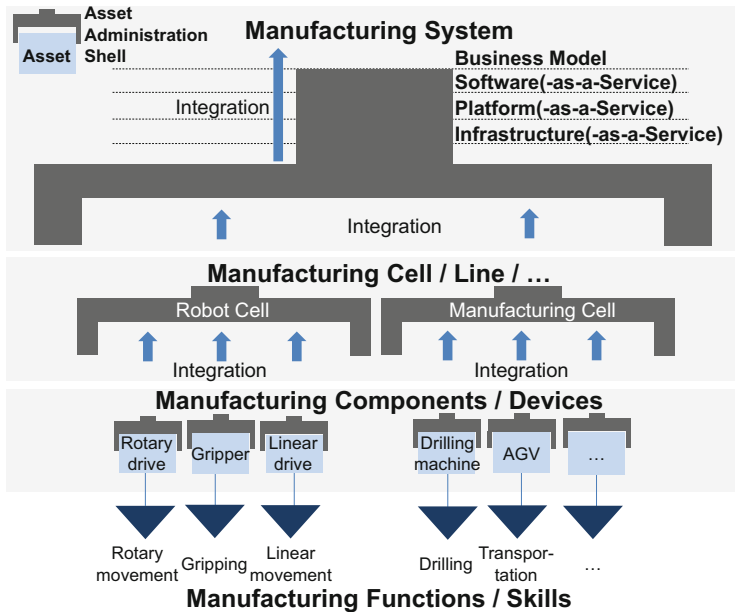 Asset
Administration
Shell
Asset
Manufacturing System
Business Model
Software(-as-a-Service)
Integration
Platform(-as-a-Service)
Infrastructure(-as-a-Service)
Integration
Manufacturing Cell / Line / …
Robot Cell
Manufacturing Cell
Integration
Integration
Manufacturing Components / Devices
Rotary
drive
Gripper
Linear
drive
Drilling
machine
AGV
…
Rotary
movement
Gripping
Linear
movement
Drilling
Transpor-
tation
…
Manufacturing Functions / Skills